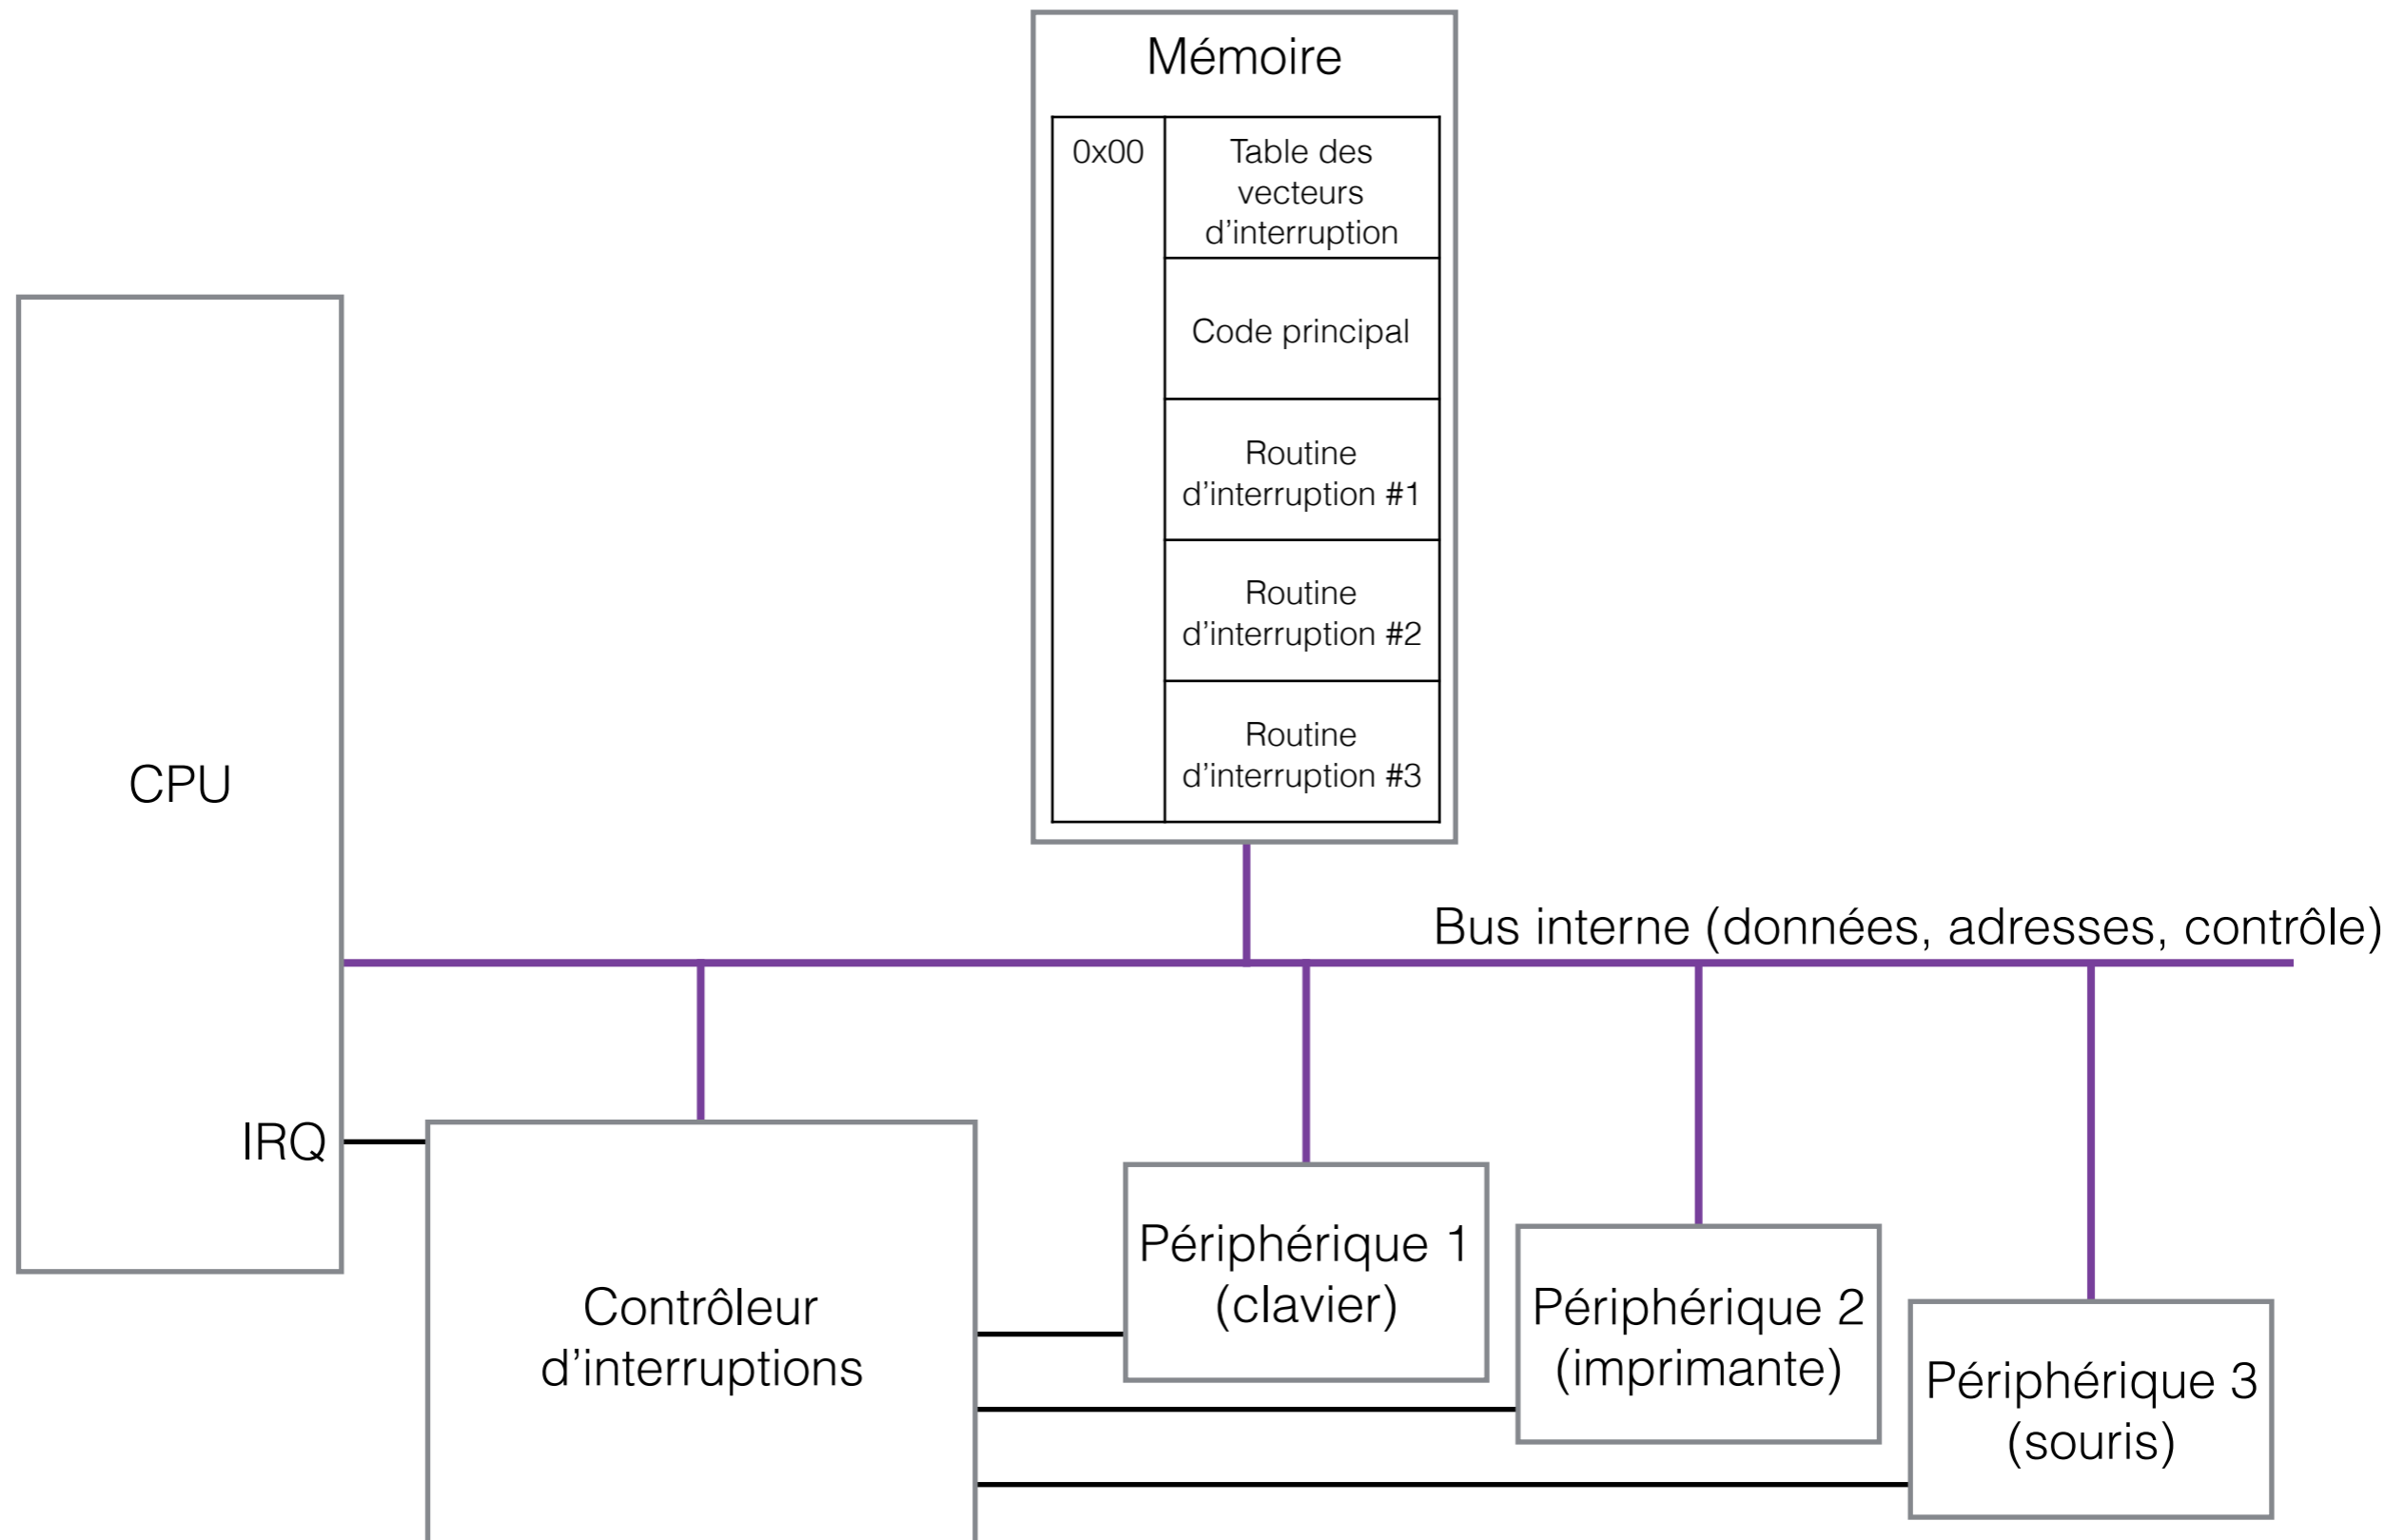 Mémoire
0x00
Table des
vecteurs
d’interruption
Code principal
Routine
d’interruption #1
Routine
d’interruption #2
Routine
d’interruption #3
CPU
Bus interne (données, adresses, contrôle)
IRQ
Contrôleur
d’interruptions
Périphérique 1
(clavier)
Périphérique 2
(imprimante)
Périphérique 3
(souris)